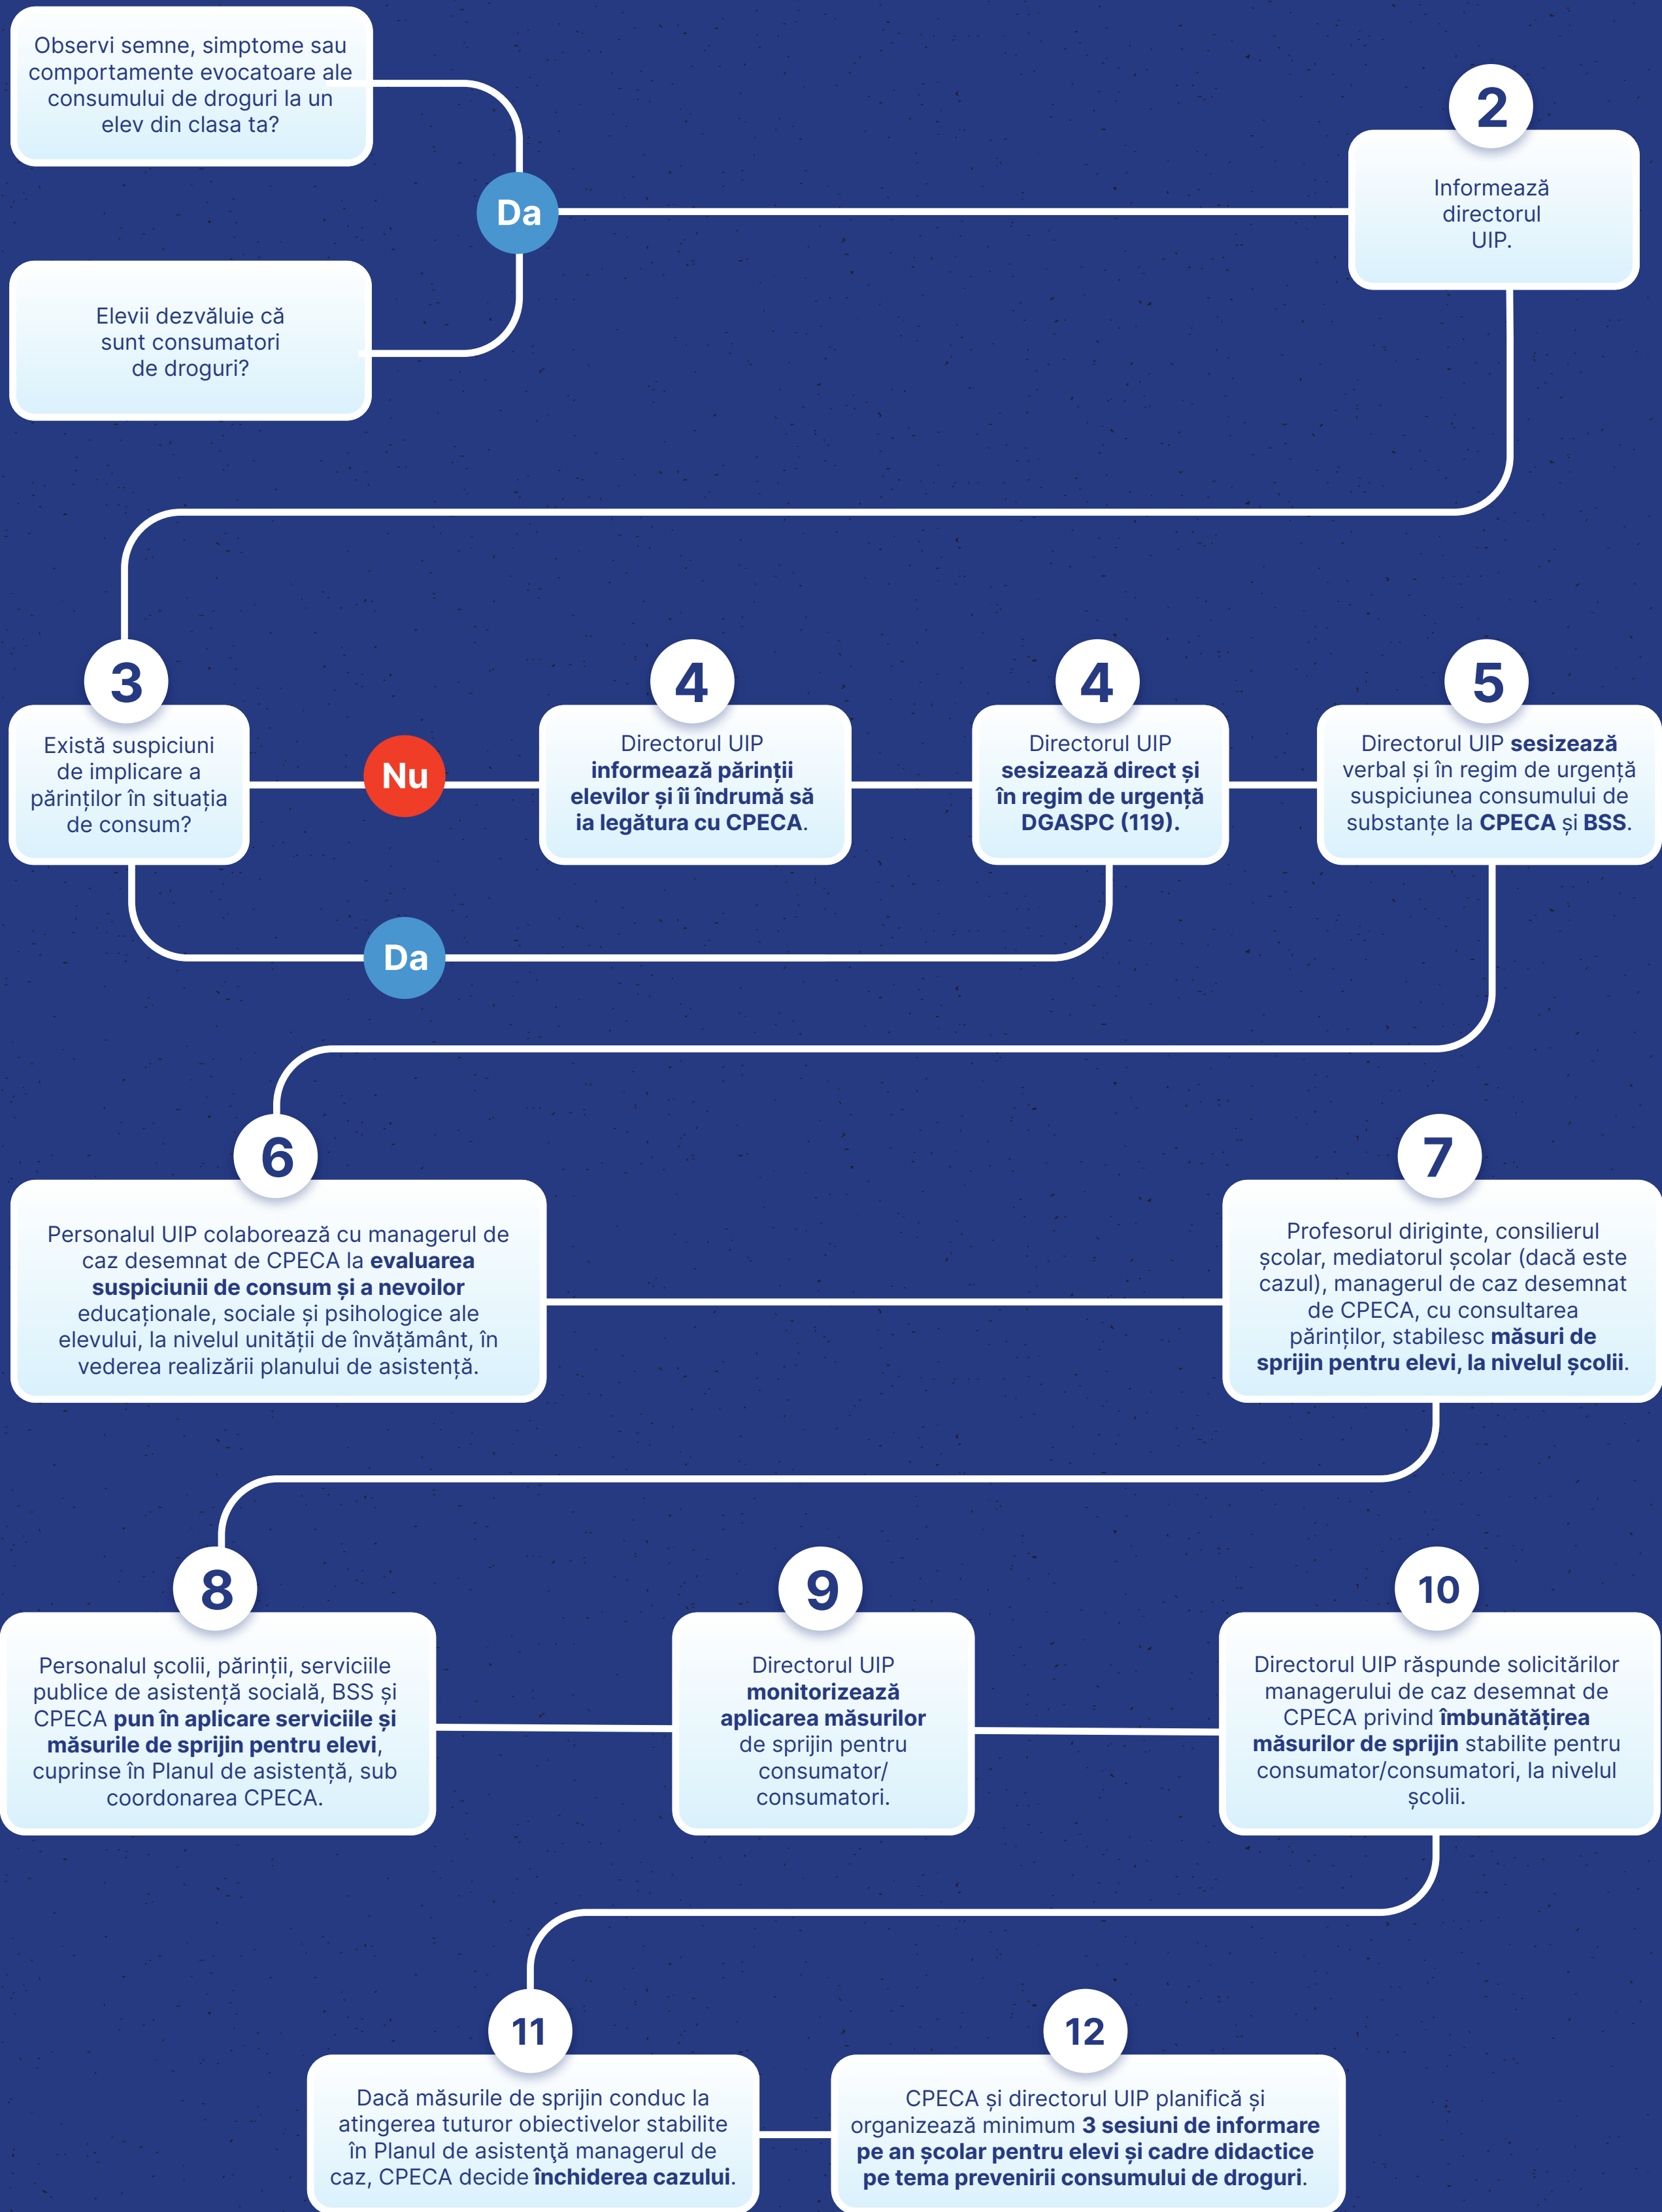 Observi semne, simptome sau
comportamente evocatoare ale
consumului de droguri la un
elev din clasa ta?
Da
Elevii dezvăluie că
sunt consumatori
de droguri?
2
Informează
directorul
UIP.
3
Există suspiciuni
de implicare a
părinților în situația
de consum?
Nu
Da
4
Directorul UIP
informează părinții
elevilor și îi îndrumă să
ia legătura cu CPECA.
4
Directorul UIP
sesizează direct și
în regim de urgență
DGASPC (119).
5
Directorul UIP sesizează
verbal și în regim de urgență
suspiciunea consumului de
substanțe la CPECA și BSS.
6
Personalul UIP colaborează cu managerul de
caz desemnat de CPECA la evaluarea
suspiciunii de consum și a nevoilor
educaționale, sociale și psihologice ale
elevului, la nivelul unității de învățământ, în
vederea realizării planului de asistență.
7
Profesorul diriginte, consilierul
școlar, mediatorul școlar (dacă este
cazul), managerul de caz desemnat
de CPECA, cu consultarea
părinților, stabilesc măsuri de
sprijin pentru elevi, la nivelul școlii.
8
Personalul școlii, părinții, serviciile
publice de asistență socială, BSS și
CPECA pun în aplicare serviciile și
măsurile de sprijin pentru elevi,
cuprinse în Planul de asistență, sub
coordonarea CPECA.
9
Directorul UIP
monitorizează
aplicarea măsurilor
de sprijin pentru
consumator/
consumatori.
10
Directorul UIP răspunde solicitărilor
managerului de caz desemnat de
CPECA privind îmbunătățirea
măsurilor de sprijin stabilite pentru
consumator/consumatori, la nivelul
școlii.
11
Dacă măsurile de sprijin conduc la
atingerea tuturor obiectivelor stabilite
în Planul de asistenţă managerul de
caz, CPECA decide închiderea cazului.
12
CPECA și directorul UIP planifică și
organizează minimum 3 sesiuni de informare
pe an școlar pentru elevi și cadre didactice
pe tema prevenirii consumului de droguri.